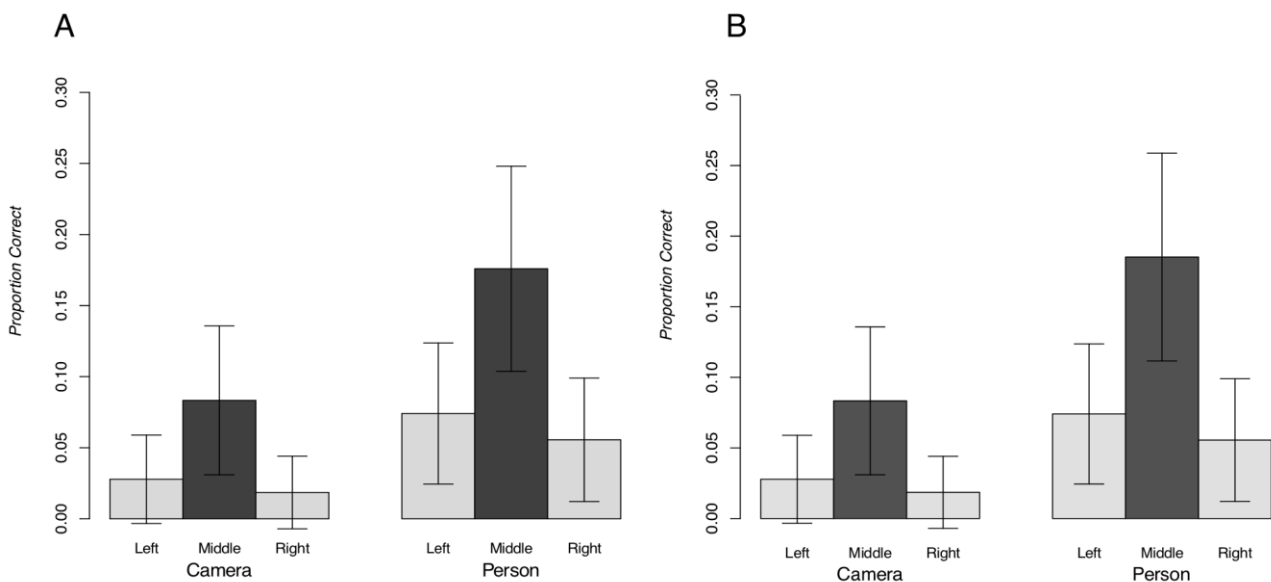 A
Proportion Correct
0.30
0.25
0.20
0.15
0.10
0.05
0.00
Left Middle Right
Camera
Left Middle Right
Person
B
Proportion Correct
0.30
0.25
0.20
0.15
0.10
0.05
0.00
Left Middle Right
Camera
Left Middle Right
Person